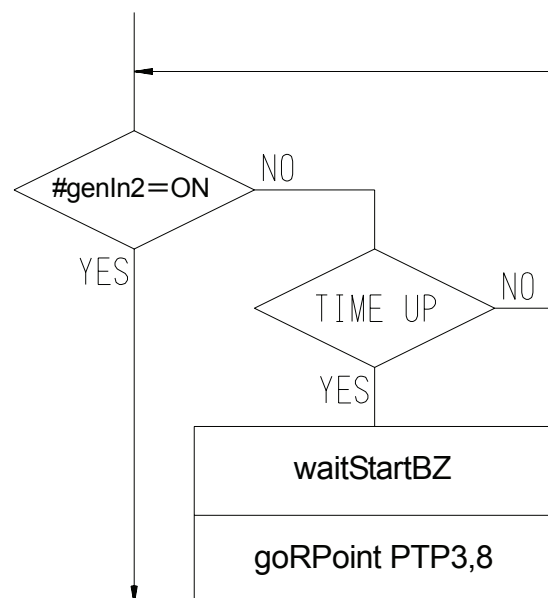 #genIn2＝ON
NO
YES
TIME UP
NO
YES
waitStartBZ
goRPoint PTP3,8